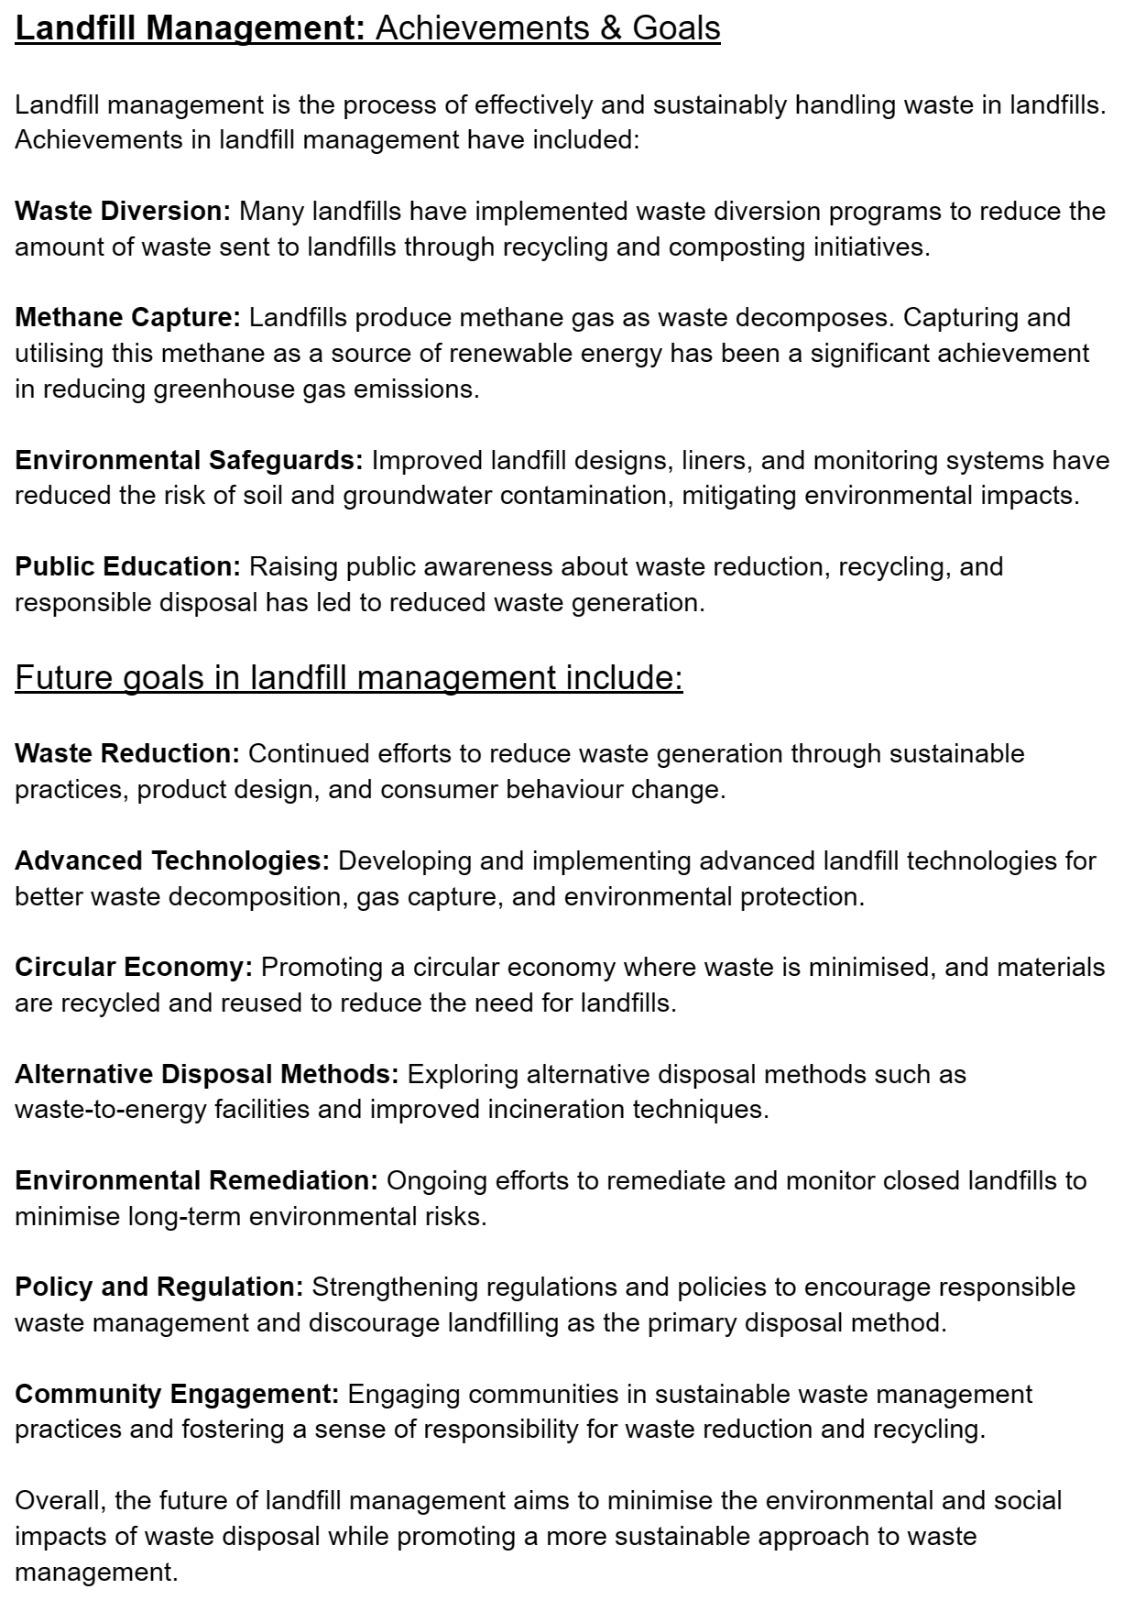 Landfill Management: Achievements & Goals
Landfill management is the process of effectively and sustainably handling waste in landfills.
Achievements in landfill management have included:
Waste Diversion: Many landfills have implemented waste diversion programs to reduce the
amount of waste sent to landfills through recycling and composting initiatives.
Methane Capture: Landfills produce methane gas as waste decomposes. Capturing and
utilising this methane as a source of renewable energy has been a significant achievement
in reducing greenhouse gas emissions.
Environmental Safeguards: Improved landfill designs, liners, and monitoring systems have
reduced the risk of soil and groundwater contamination, mitigating environmental impacts.
Public Education: Raising public awareness about waste reduction, recycling, and
responsible disposal has led to reduced waste generation.
Future goals in landfill management include:
Waste Reduction: Continued efforts to reduce waste generation through sustainable
practices, product design, and consumer behaviour change.
Advanced Technologies: Developing and implementing advanced landfill technologies for
better waste decomposition, gas capture, and environmental protection.
Circular Economy: Promoting a circular economy where waste is minimised, and materials
are recycled and reused to reduce the need for landfills.
Alternative Disposal Methods: Exploring alternative disposal methods such as
waste-to-energy facilities and improved incineration techniques.
Environmental Remediation: Ongoing efforts to remediate and monitor closed landfills to
minimise long-term environmental risks.
Policy and Regulation: Strengthening regulations and policies to encourage responsible
waste management and discourage landfilling as the primary disposal method.
Community Engagement: Engaging communities in sustainable waste management
practices and fostering a sense of responsibility for waste reduction and recycling.
Overall, the future of landfill management aims to minimise the environmental and social
impacts of waste disposal while promoting a more sustainable approach to waste
management.